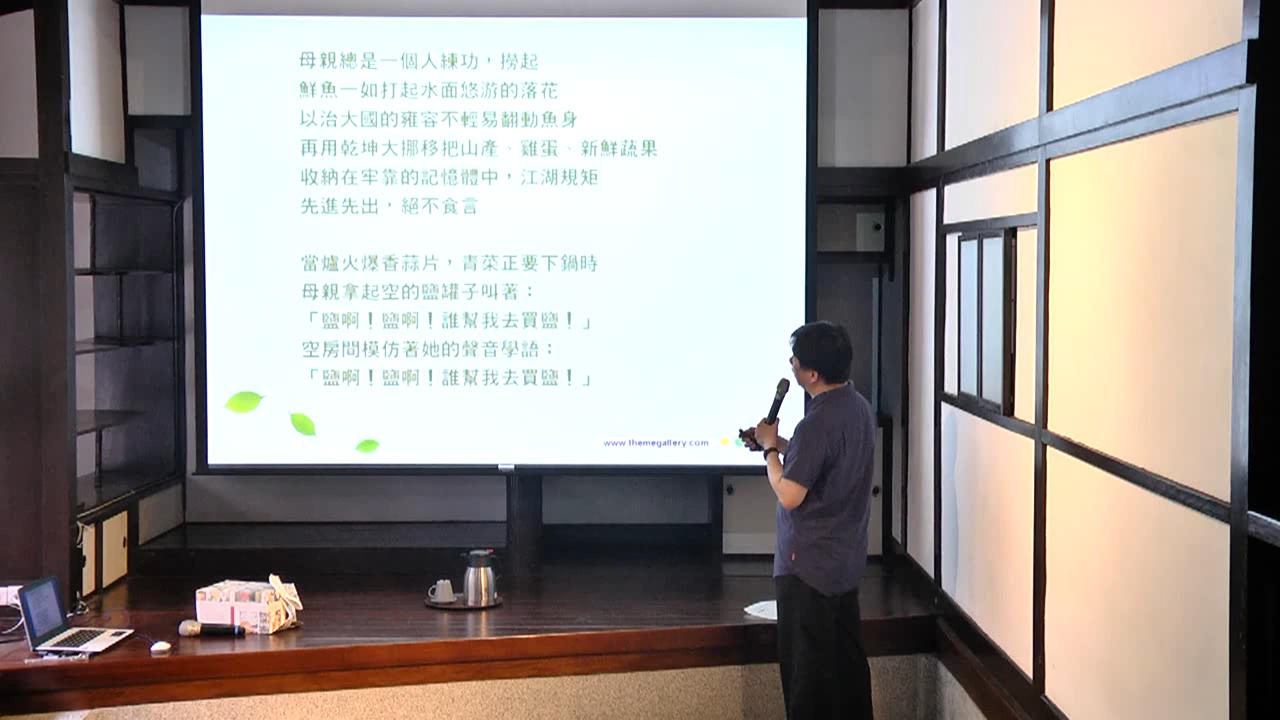 母親總是一個人練功，撈起
鮮魚一如打起水面悠游的落花
以治大國的雍容不輕易翻動魚身
再用乾坤大挪移把山產、雞蛋、新鮮蔬果
收納在牢靠的記憶體中，江湖規矩
先進先出，絕不食言
當爐火爆香蒜片，青菜正要下鍋時
母親拿起空的鹽罐子叫著：
「鹽啊！鹽啊！誰幫我去買鹽！」
空房間模仿著她的聲音學語：
「鹽啊！鹽啊！誰幫我去買鹽！」
www.themegallery.com